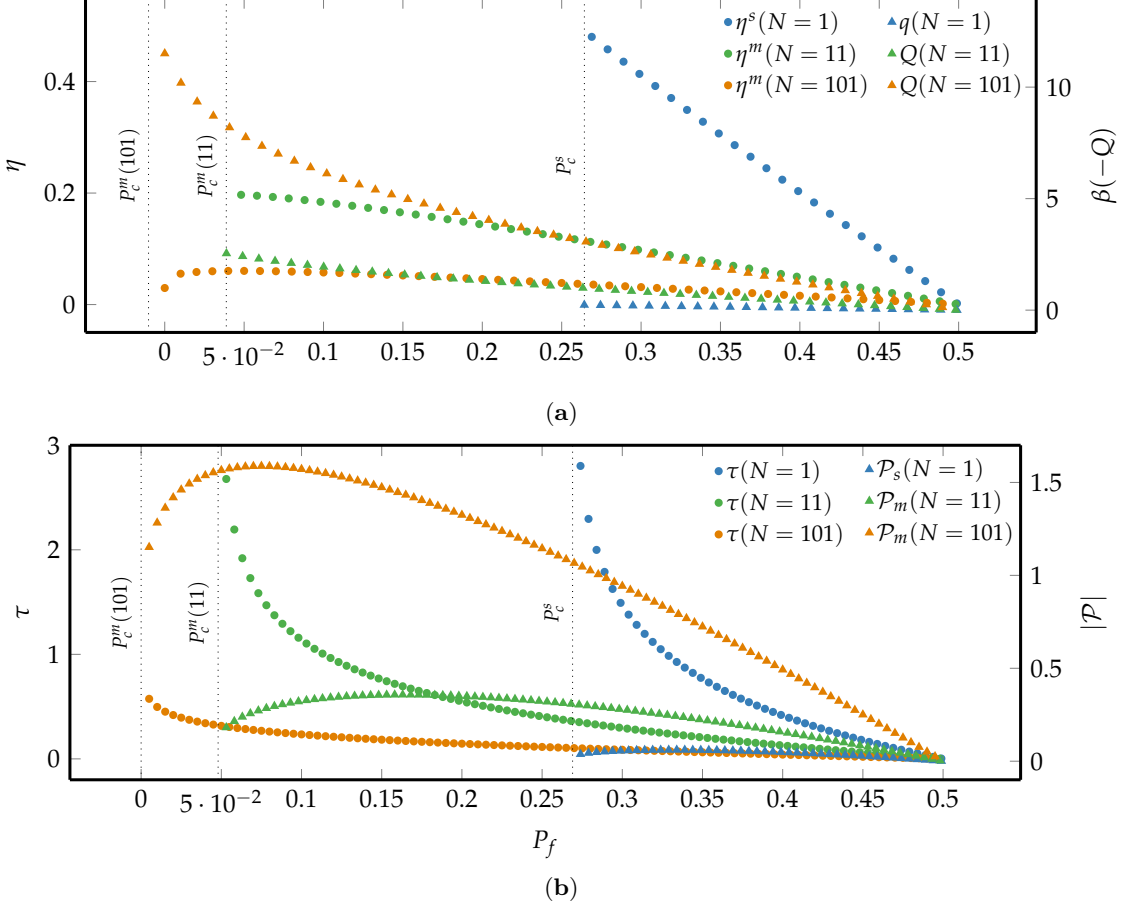 η^s(N = 1) q(N = 1)
η^m(N = 11) Q(N = 11)
η^m(N = 101) Q(N = 101)
0.4
0.2
0
η
10
5
0
β(−Q)
P_c^m(101)
P_c^m(11)
P_c^s
0 5 · 10^−2 0.1 0.15 0.2 0.25 0.3 0.35 0.4 0.45 0.5
(a)
τ(N = 1) 𝒫_s(N = 1)
τ(N = 11) 𝒫_m(N = 11)
τ(N = 101) 𝒫_m(N = 101)
3
2
1
0
τ
1.5
1
0.5
0
|𝒫|
P_c^m(101)
P_c^m(11)
P_c^s
0 5 · 10^−2 0.1 0.15 0.2 0.25 0.3 0.35 0.4 0.45 0.5
P_f
(b)